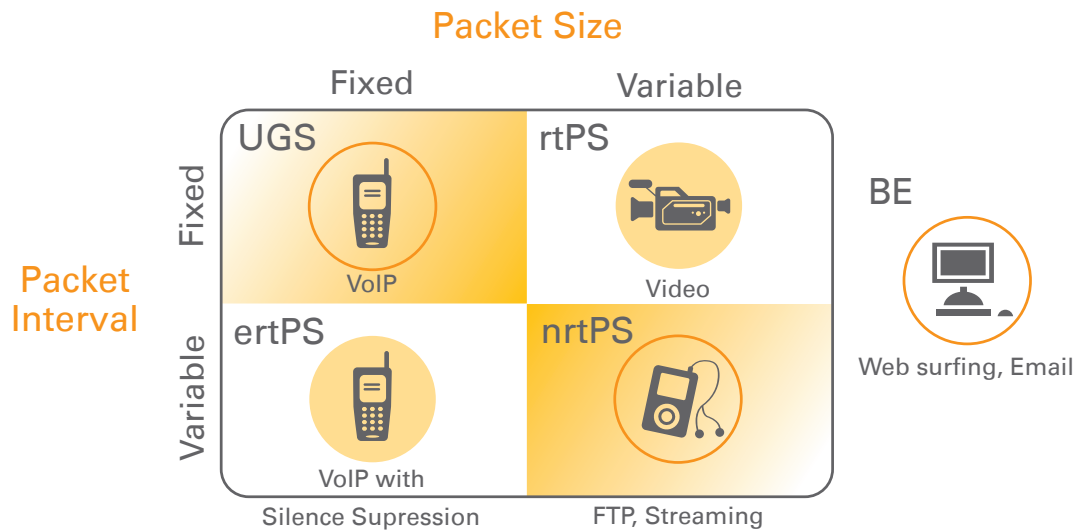 Packet Size
Fixed
Variable
UGS
rtPS
Fixed
BE
VoIP
Video
Packet
Interval
ertPS
nrtPS
Variable
Web surfing, Email
VoIP with
Silence Supression
FTP, Streaming